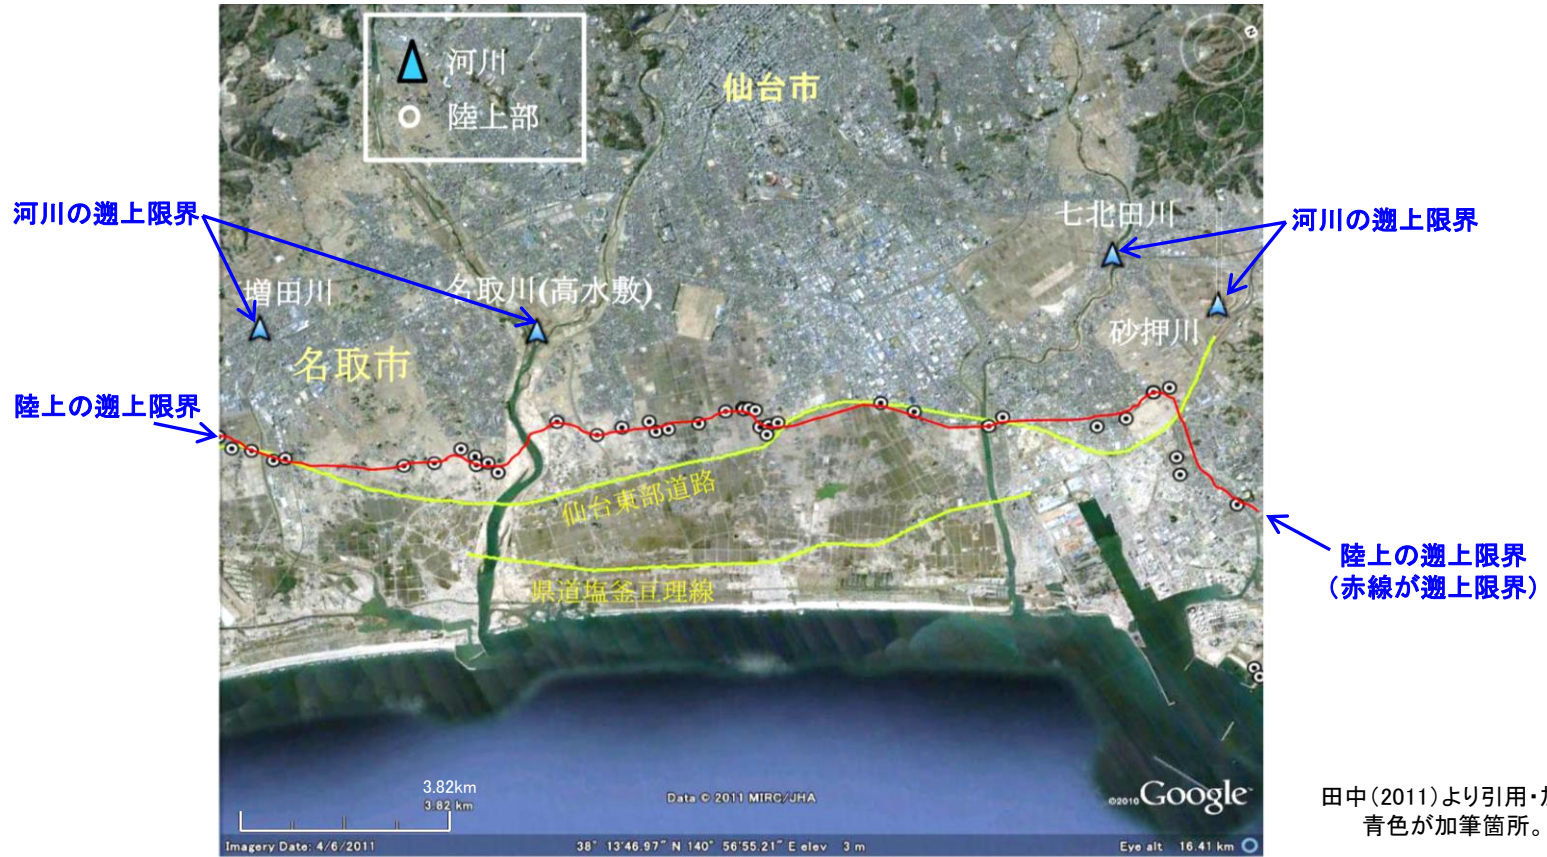 河川
陸上部
仙台市
七北田川
河川の遡上限界
河川の遡上限界
増田川
名取川(高水敷)
砂押川
名取市
陸上の遡上限界
仙台東部道路
陸上の遡上限界
(赤線が遡上限界)
県道塩釜亘理線
3.82km
3.82 km
Data © 2011 MIRC/JHA
©2010 Google
田中(2011)より引用・
青色が加筆箇所。
Imagery Date: 4/6/2011
38° 13'46.97" N 140° 56'55.21" E elev 3 m
Eye alt 16.41 km